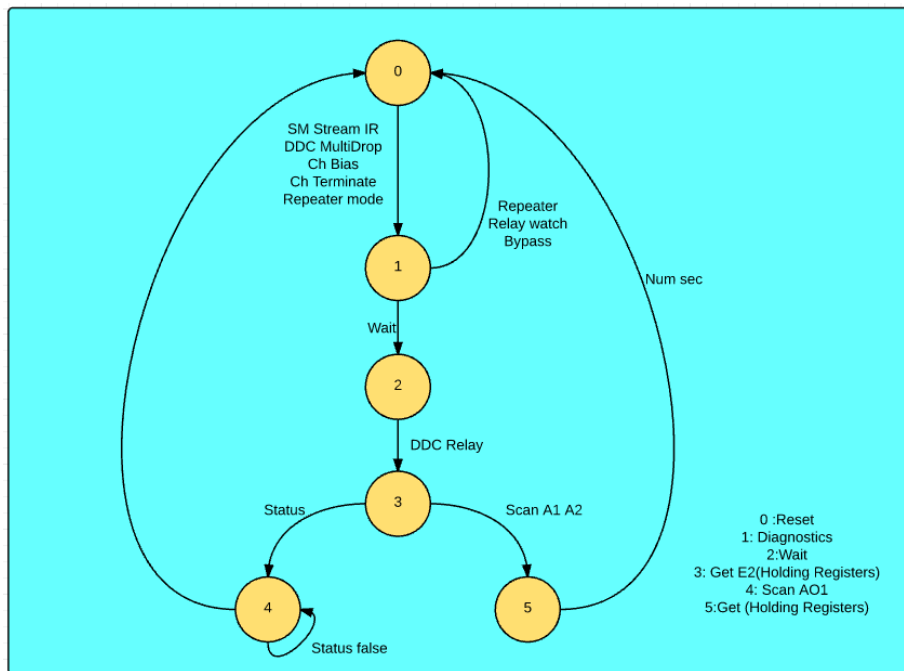 0
SM Stream IR
DDC MultiDrop
Ch Bias
Ch Terminate
Repeater mode
Repeater
Relay watch
Bypass
1
Num sec
Wait
2
DDC Relay
3
Status
Scan A1 A2
4
5
Status false
0 :Reset
1: Diagnostics
2:Wait
3: Get E2(Holding Registers)
4: Scan AO1
5:Get (Holding Registers)